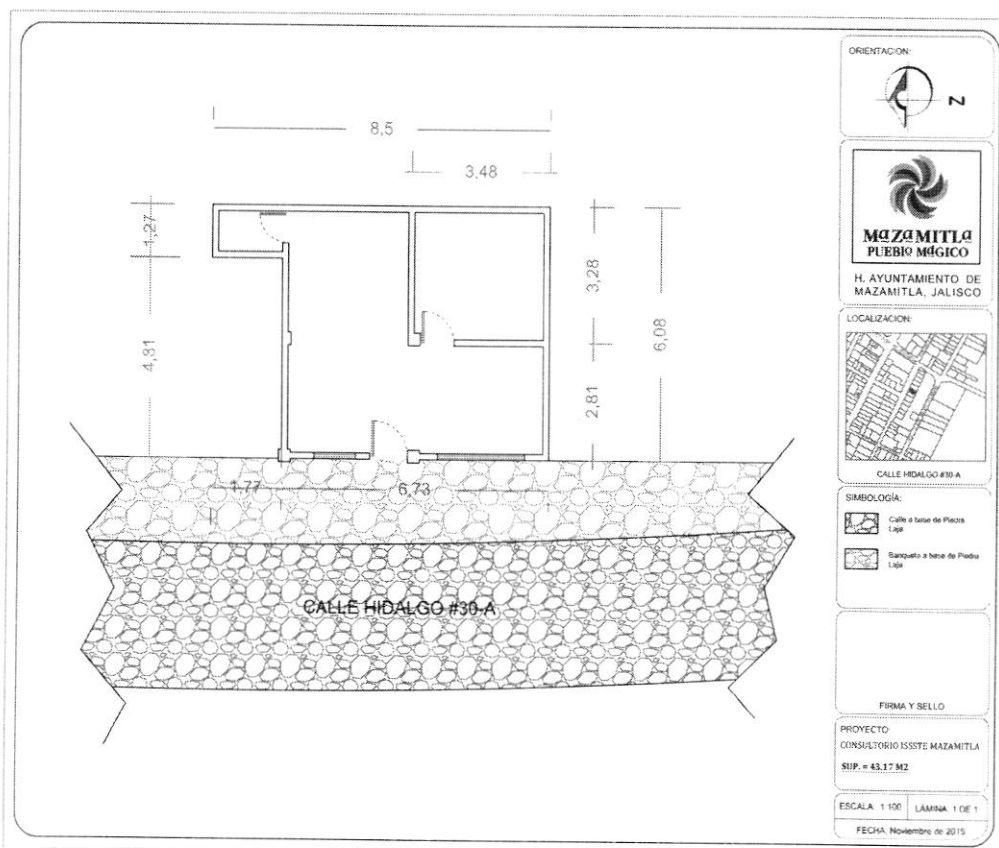 8,5
3,48
1,27
4,81
3,28
2,81
6,08
1,77
6,73
CALLE HIDALGO #30-A
ORIENTACION:
N
MAZAMITLA
PUEBLO MÁGICO
H. AYUNTAMIENTO DE
MAZAMITLA, JALISCO
LOCALIZACION:
CALLE HIDALGO #30-A
SIMBOLOGÍA:
Calle a base de Piedra
Laja
Banqueta a base de Piedra
Laja
FIRMA Y SELLO
PROYECTO:
CONSULTORIO ISSSTE MAZAMITLA
SUP. = 43.17 M2
ESCALA 1:100
LÁMINA 1 DE 1
FECHA Noviembre de 2015